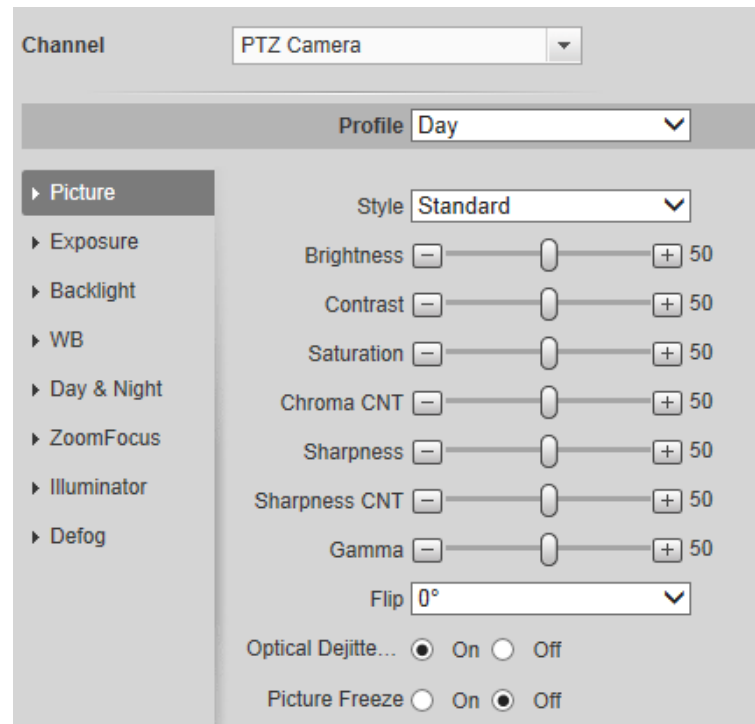 Channel PTZ Camera
Profile Day
Picture
Exposure
Backlight
WB
Day & Night
ZoomFocus
Illuminator
Defog
Style Standard
Brightness 50
Contrast 50
Saturation 50
Chroma CNT 50
Sharpness 50
Sharpness CNT 50
Gamma 50
Flip 0°
Optical Dejitte... On Off
Picture Freeze On Off